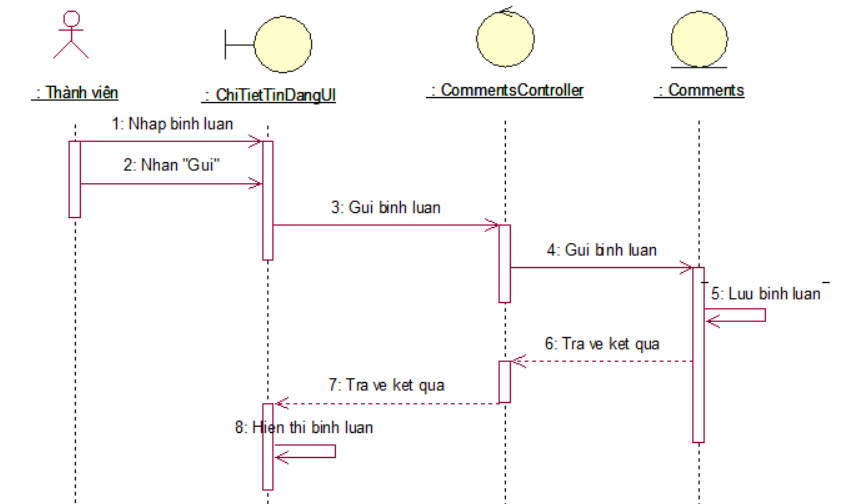 : Thành viên
: ChiTietTinDangUI
: CommentsController
: Comments
1: Nhap binh luan
2: Nhan "Gui"
3: Gui binh luan
4: Gui binh luan
5: Luu binh luan
6: Tra ve ket qua
7: Tra ve ket qua
8: Hien thi binh luan